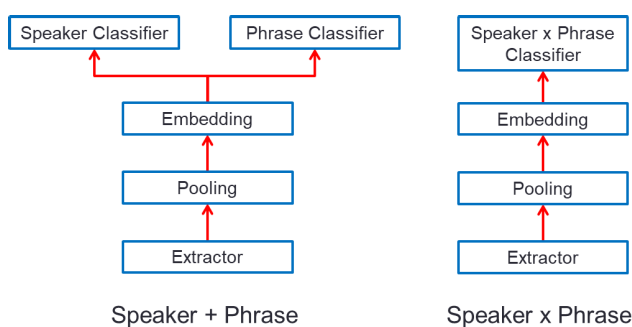 Speaker Classifier
Phrase Classifier
Embedding
Pooling
Extractor
Speaker + Phrase
Speaker x Phrase
Classifier
Embedding
Pooling
Extractor
Speaker x Phrase